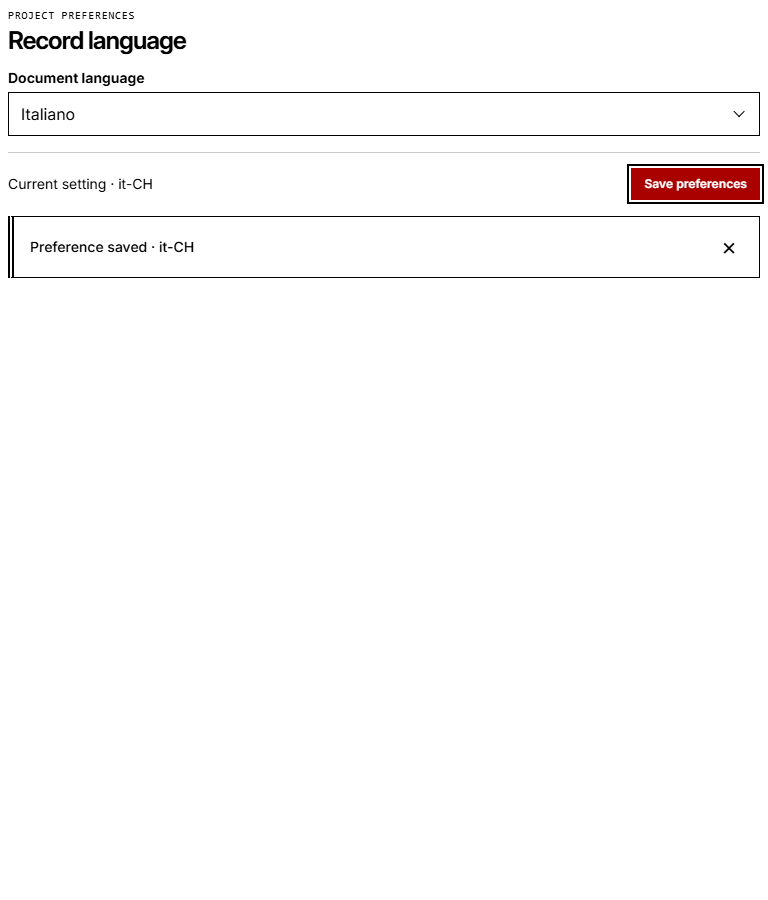 PROJECT PREFERENCES
Record language
Document language
Italiano
Current setting · it-CH
Save preferences
Preference saved · it-CH